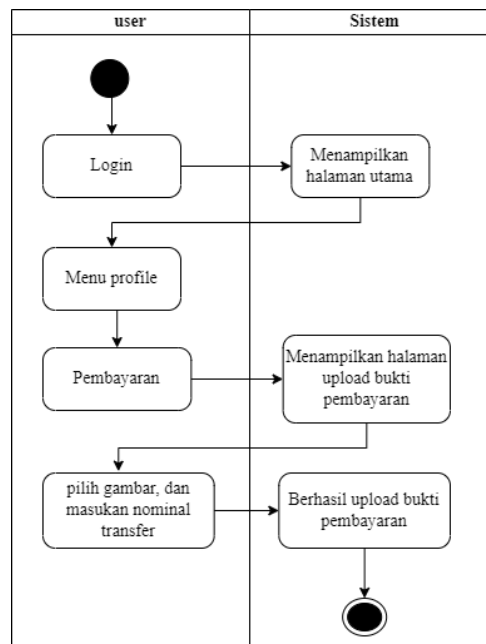 user
Sistem
Login
Menampilkan
halaman utama
Menu profile
Pembayaran
Menampilkan halaman
upload bukti
pembayaran
pilih gambar, dan
masukan nominal
transfer
Berhasil upload bukti
pembayaran